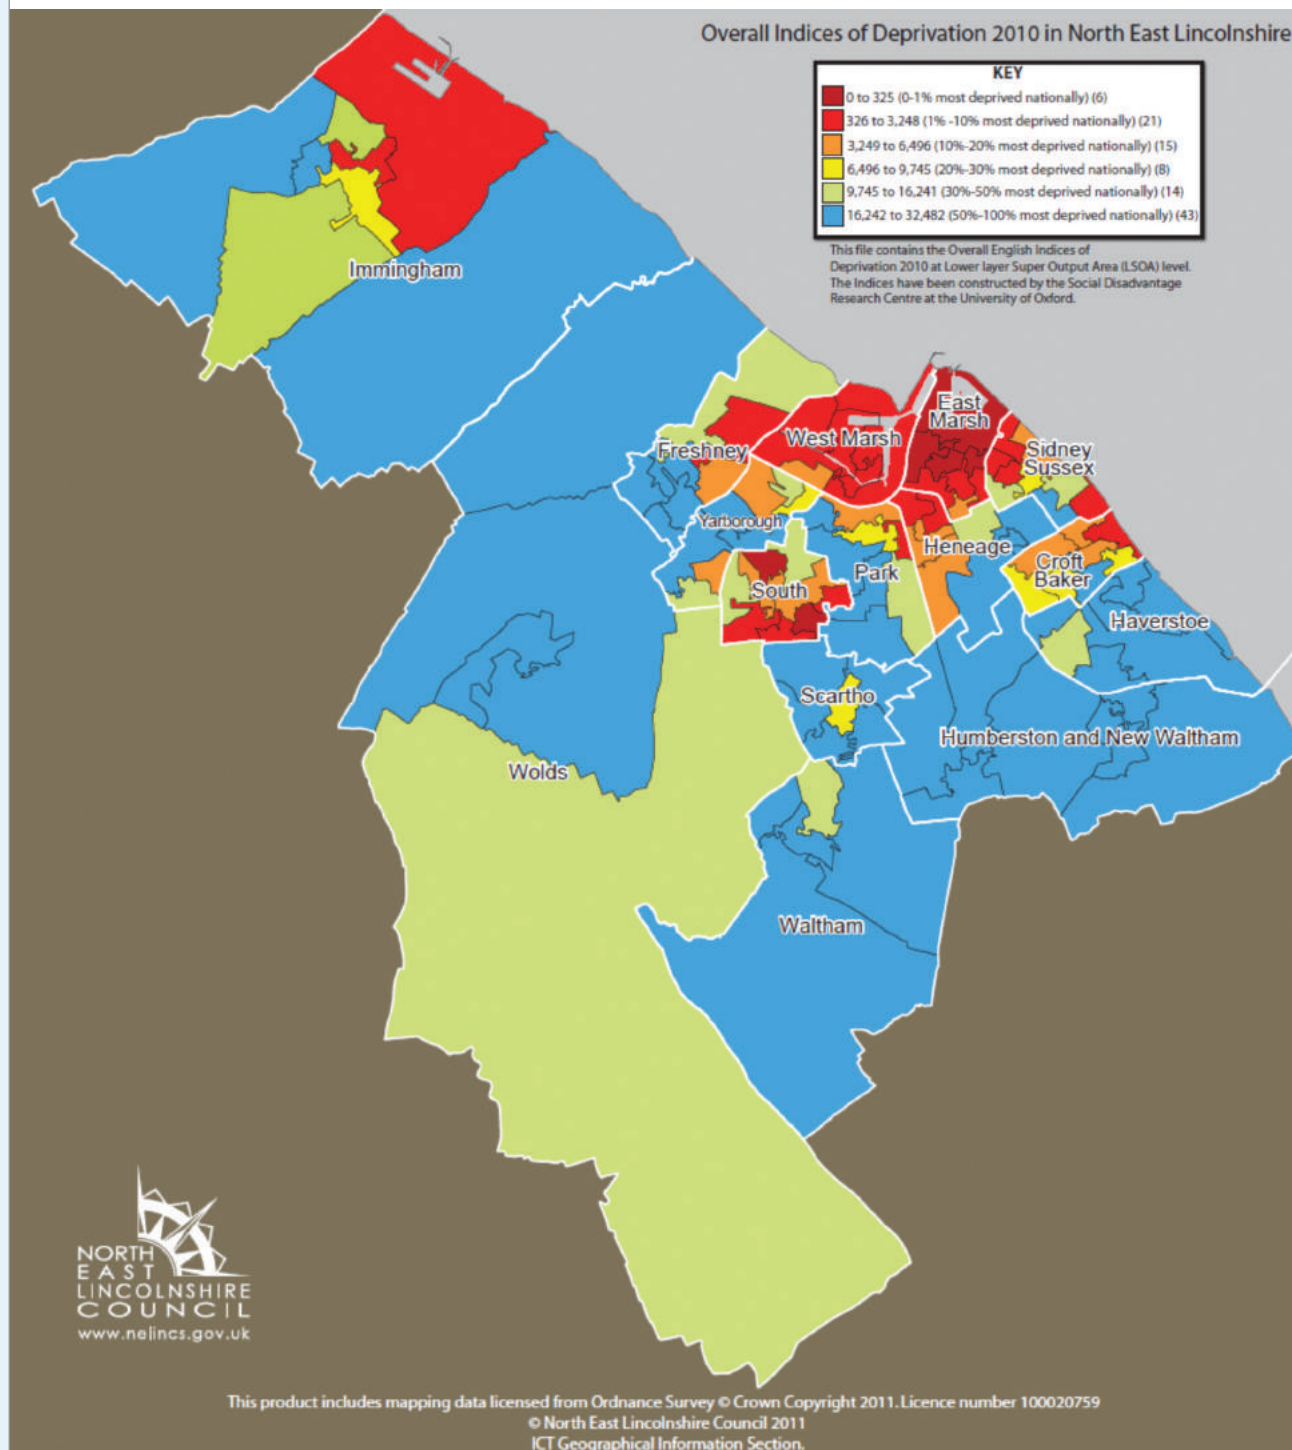 Overall Indices of Deprivation 2010 in North East Lincolnshire
KEY
0 to 325 (0-1% most deprived nationally) (6)
326 to 3,248 (1% -10% most deprived nationally) (21)
3,249 to 6,496 (10%-20% most deprived nationally) (15)
6,496 to 9,745 (20%-30% most deprived nationally) (8)
9,745 to 16,241 (30%-50% most deprived nationally) (14)
16,242 to 32,482 (50%-100% most deprived nationally) (43)
This file contains the Overall English Indices of
Deprivation 2010 at Lower layer Super Output Area (LSOA) level.
The Indices have been constructed by the Social Disadvantage
Research Centre at the University of Oxford.
Immingham
East
Marsh
West Marsh
Freshney
Sidney
Sussex
Yarborough
Heneage
Croft
Baker
Park
South
Haverstoe
Scartho
Humberston and New Waltham
Wolds
Waltham
NORTH
EAST
LINCOLNSHIRE
COUNCIL
www.nelincs.gov.uk
This product includes mapping data licensed from Ordnance Survey © Crown Copyright 2011. Licence number 100020759
© North East Lincolnshire Council 2011
ICT Geographical Information Section.